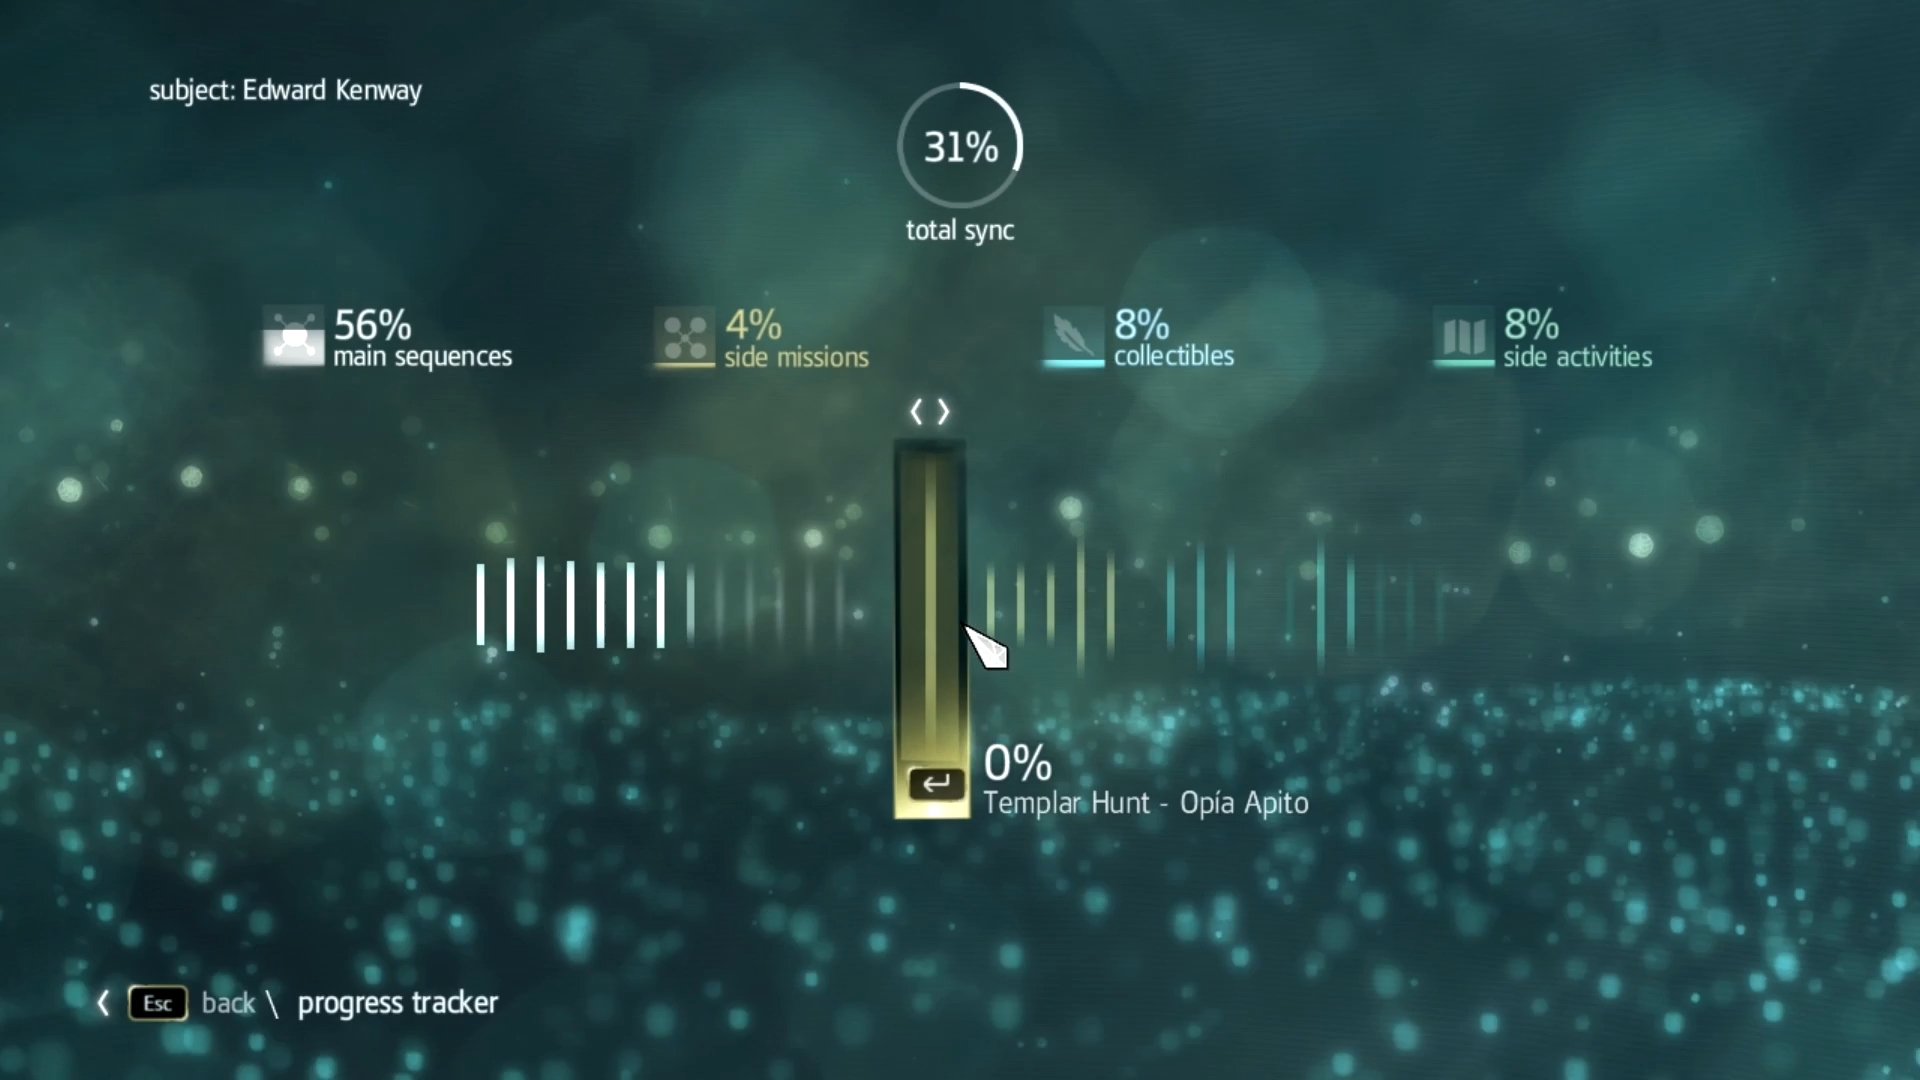 subject: Edward Kenway
31%
total sync
56%
main sequences
4%
side missions
8%
collectibles
8%
side activities
0%
Templar Hunt - Opía Apito
Esc back \ progress tracker